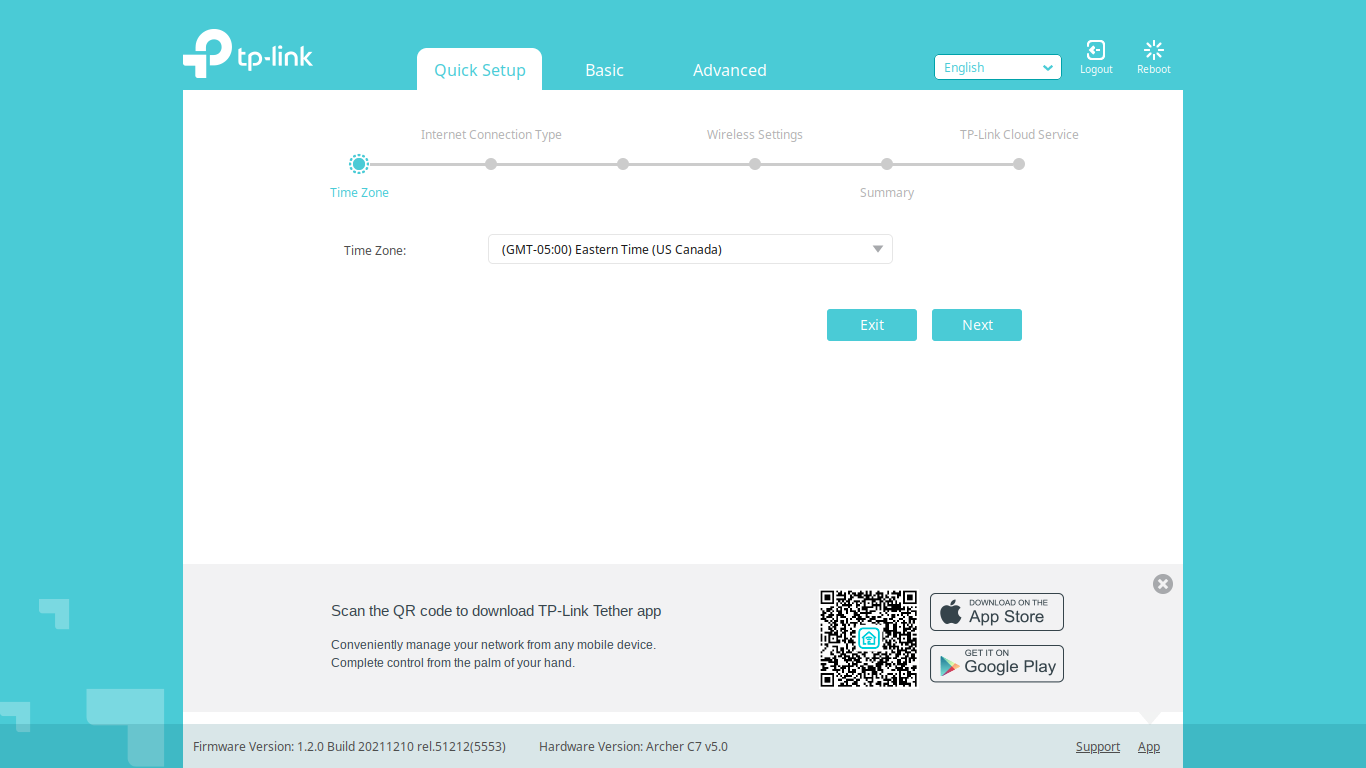 tp-link
Quick Setup
Basic
Advanced
English
Logout
Reboot
Internet Connection Type
Wireless Settings
TP-Link Cloud Service
Time Zone
Summary
Time Zone:
(GMT-05:00) Eastern Time (US Canada)
Exit
Next
Scan the QR code to download TP-Link Tether app
Conveniently manage your network from any mobile device.
Complete control from the palm of your hand.
DOWNLOAD ON THE
App Store
GET IT ON
Google Play
Firmware Version: 1.2.0 Build 20211210 rel.51212(5553)
Hardware Version: Archer C7 v5.0
Support
App